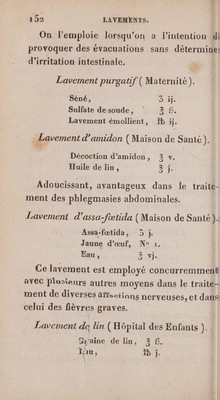 152 LAVEMENTS.
On l'emploie lorsqu'on a l'intention d
provoquer des évacuations sans détermine
d'irritation intestinale.
Lavement purgatif ( Maternité ).
Séné, ʒ ij.
Sulfate de soude, ℥ ß.
Lavement émollient, ℔ ij.
Lavement d'amidon ( Maison de Santé ).
Décoction d'amidon, ℥ v.
Huile de lin, ℥ j.
Adoucissant, avantageux dans le traite-
ment des phlegmasies abdominales.
Lavement d'assa-fœtida ( Maison de Santé ).
Assa-fœtida, ʒ j.
Jaune d'œuf, N° 1.
Eau, ℥ vj.
Ce lavement est employé concurremment
avec plusieurs autres moyens dans le traite-
ment de diverses affections nerveuses, et dans
celui des fièvres graves.
Lavement de lin ( Hôpital des Enfants ).
Graine de lin, ℥ ß.
Eau, ℔ j.